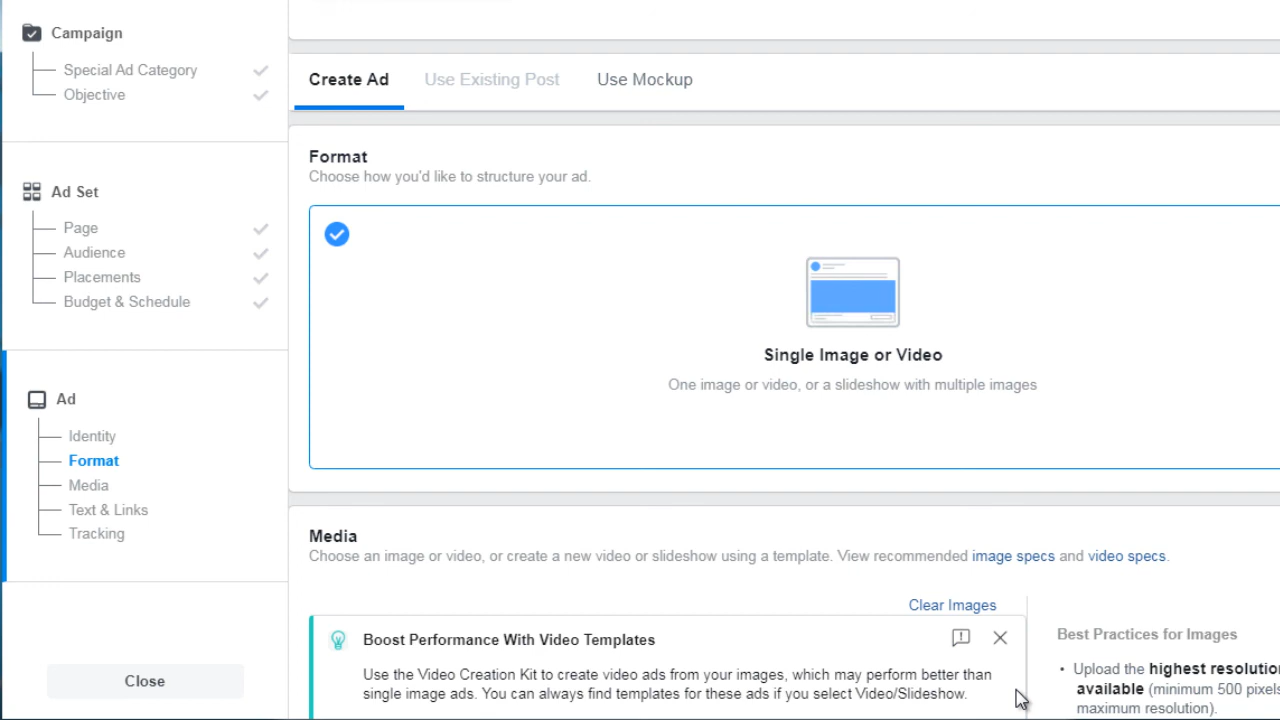 Campaign
Special Ad Category
Objective
Ad Set
Page
Audience
Placements
Budget & Schedule
Ad
Identity
Format
Media
Text & Links
Tracking
Close
Create Ad
Use Existing Post
Use Mockup
Format
Choose how you'd like to structure your ad.
Single Image or Video
One image or video, or a slideshow with multiple images
Media
Choose an image or video, or create a new video or slideshow using a template. View recommended image specs and video specs.
Clear Images
Boost Performance With Video Templates
Use the Video Creation Kit to create video ads from your images, which may perform better than
single image ads. You can always find templates for these ads if you select Video/Slideshow.
Best Practices for Images
• Upload the highest resolution
available (minimum 500 pixels
maximum resolution).